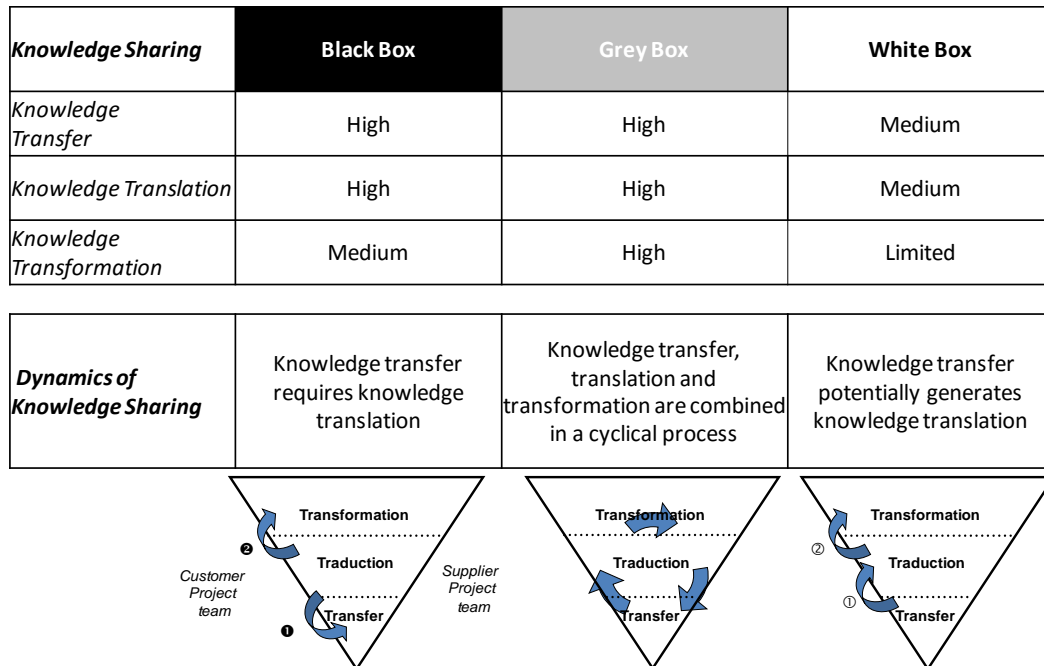 Knowledge Sharing
Black Box
Grey Box
White Box
Knowledge
Transfer
High
High
Medium
Knowledge Translation
High
High
Medium
Knowledge
Transformation
Medium
High
Limited
Dynamics of
Knowledge Sharing
Knowledge transfer
requires knowledge
translation
Knowledge transfer,
translation and
transformation are combined
in a cyclical process
Knowledge transfer
potentially generates
knowledge translation
Transformation
❷
Traduction
Customer
Project
team
Supplier
Project
team
Transfer
❶
Transformation
Traduction
Transfer
Transformation
②
Traduction
①
Transfer